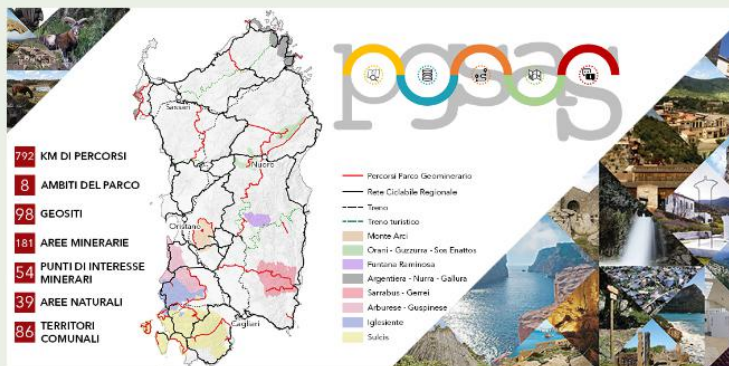 pgsas
792 KM DI PERCORSI
8 AMBITI DEL PARCO
98 GEOSITI
181 AREE MINERARIE
54 PUNTI DI INTERESSE
MINERARI
39 AREE NATURALI
86 TERRITORI
COMUNALI
Sassari
Nuoro
Oristano
Cagliari
Percorsi Parco Geominerario
Rete Ciclabile Regionale
Treno
Treno turistico
Monte Arci
Orani - Guzzurra - Sos Enattos
Funtana Raminosa
Argentiera - Nurra - Gallura
Sarrabus - Gerrei
Arburese - Guspinese
Iglesiente
Sulcis